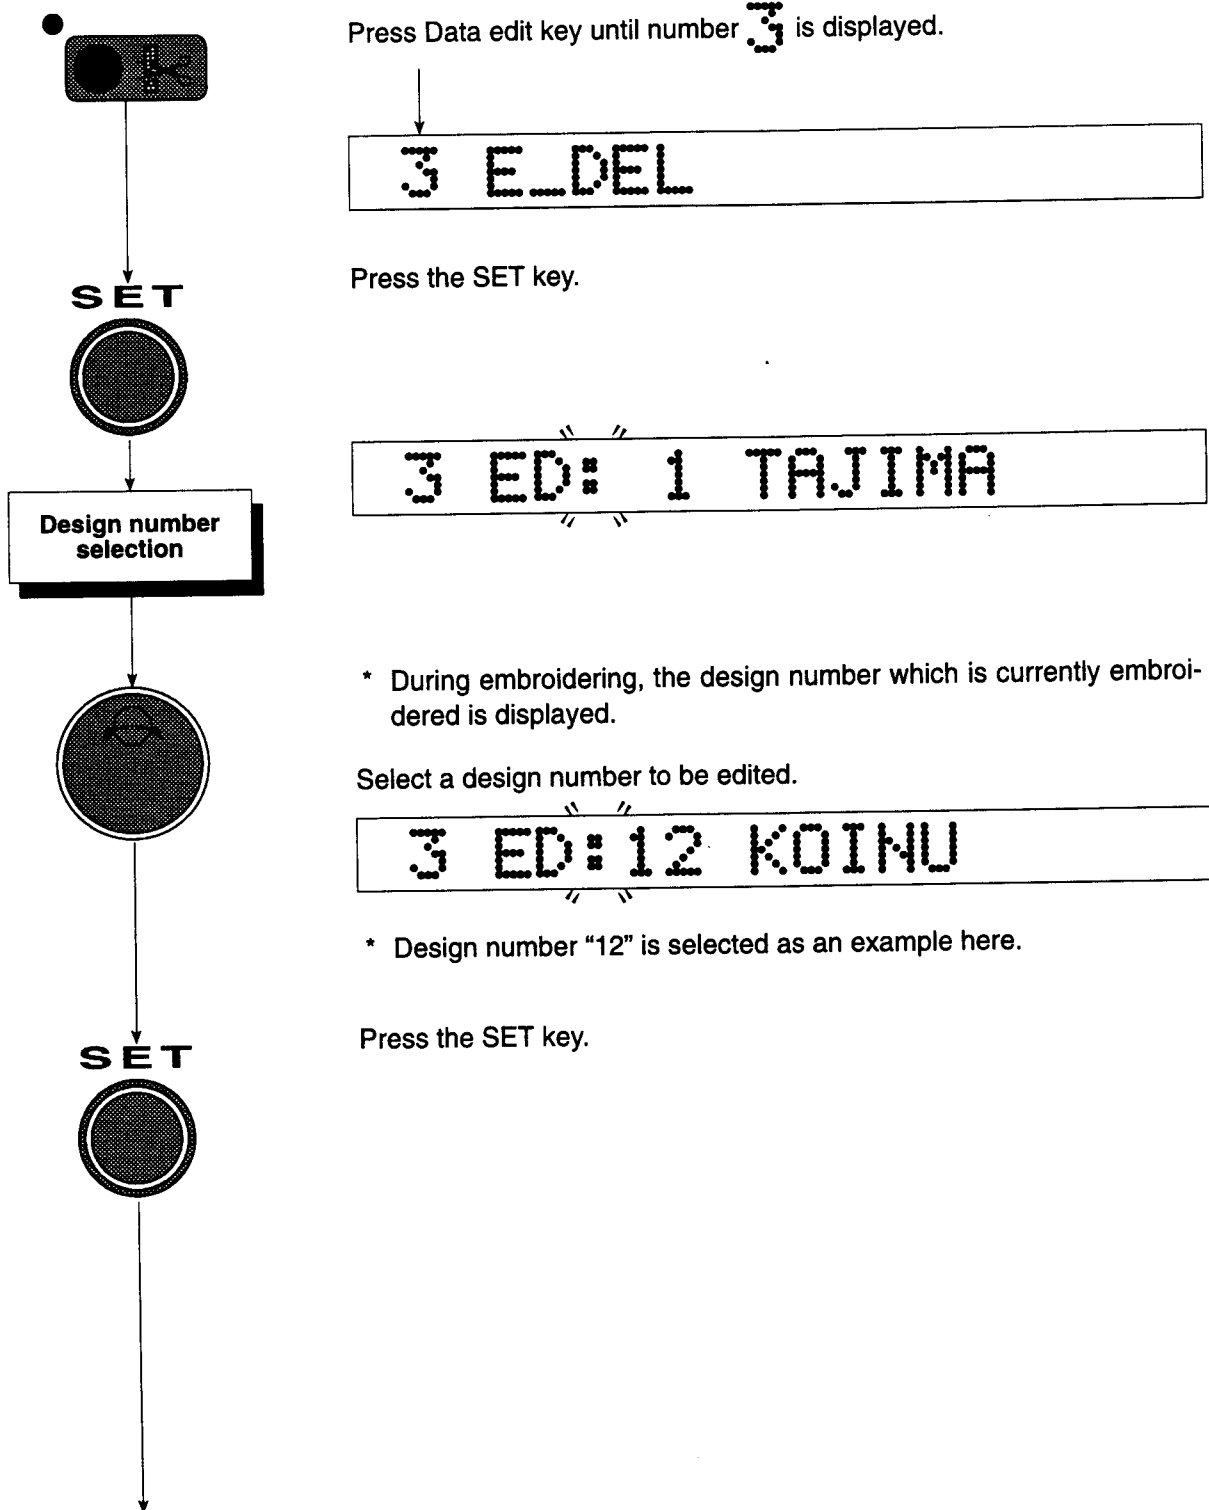 Press Data edit key until number 3 is displayed.
3 E_DEL
SET
Press the SET key.
3 ED: 1 TAJIMA
Design number
selection
* During embroidering, the design number which is currently embroi-
dered is displayed.
Select a design number to be edited.
3 ED:12 KOINU
* Design number “12” is selected as an example here.
SET
Press the SET key.